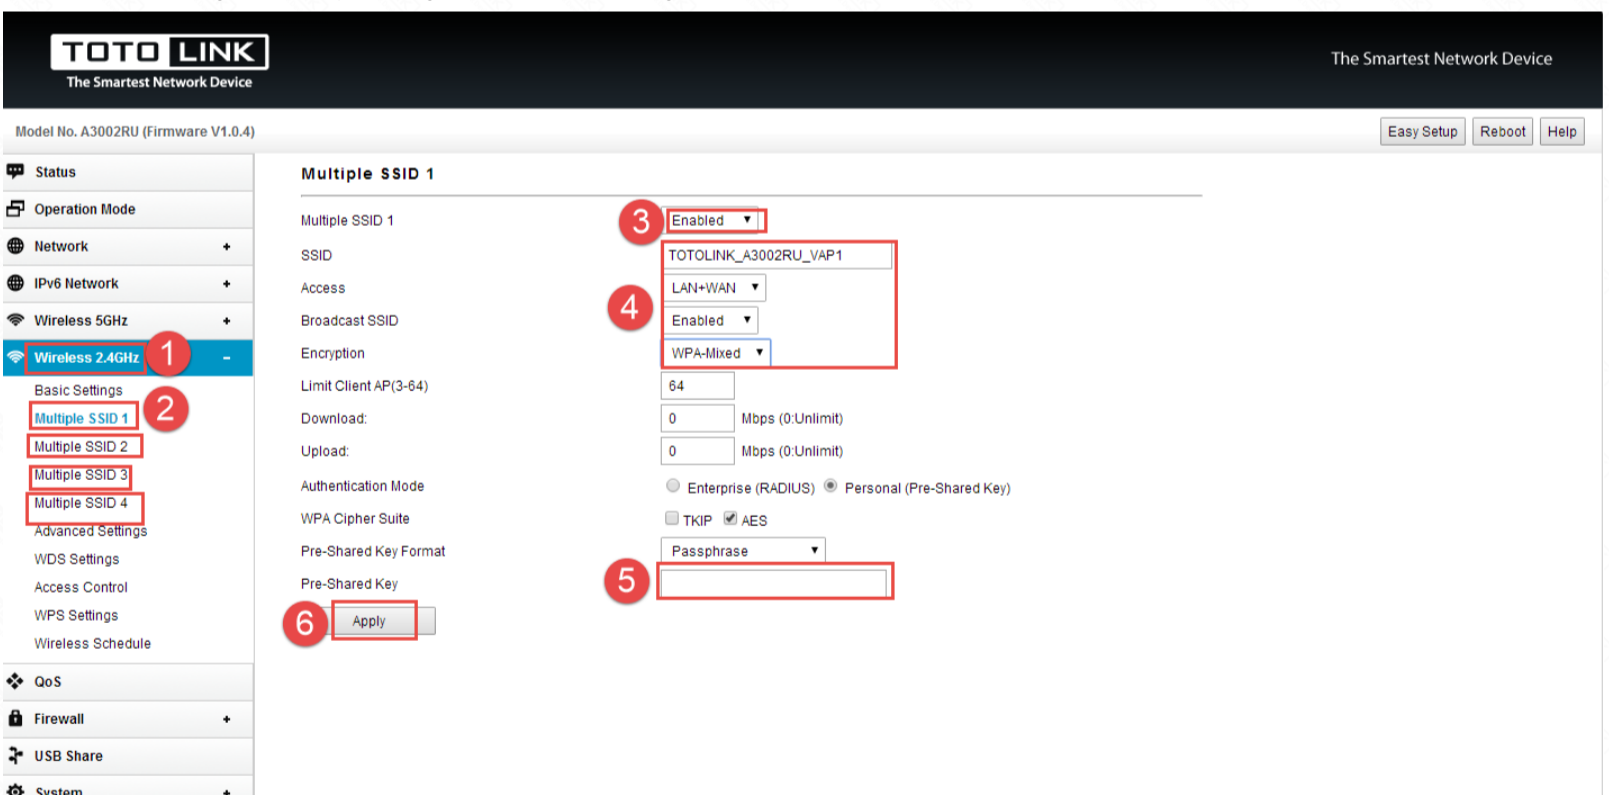 TOTO LINK
The Smartest Network Device
The Smartest Network Device
Model No. A3002RU (Firmware V1.0.4)
Easy Setup Reboot Help
Status
Operation Mode
Network +
IPv6 Network +
Wireless 5GHz +
Wireless 2.4GHz 1 -
Basic Settings
Multiple SSID 1 2
Multiple SSID 2
Multiple SSID 3
Multiple SSID 4
Advanced Settings
WDS Settings
Access Control
WPS Settings
Wireless Schedule
QoS
Firewall +
USB Share
System +
Multiple SSID 1
Multiple SSID 1 3 Enabled
SSID TOTOLINK_A3002RU_VAP1
Access LAN+WAN
4
Broadcast SSID Enabled
Encryption WPA-Mixed
Limit Client AP(3-64) 64
Download: 0 Mbps (0:Unlimit)
Upload: 0 Mbps (0:Unlimit)
Authentication Mode Enterprise (RADIUS) Personal (Pre-Shared Key)
WPA Cipher Suite TKIP AES
Pre-Shared Key Format Passphrase
Pre-Shared Key 5
6 Apply